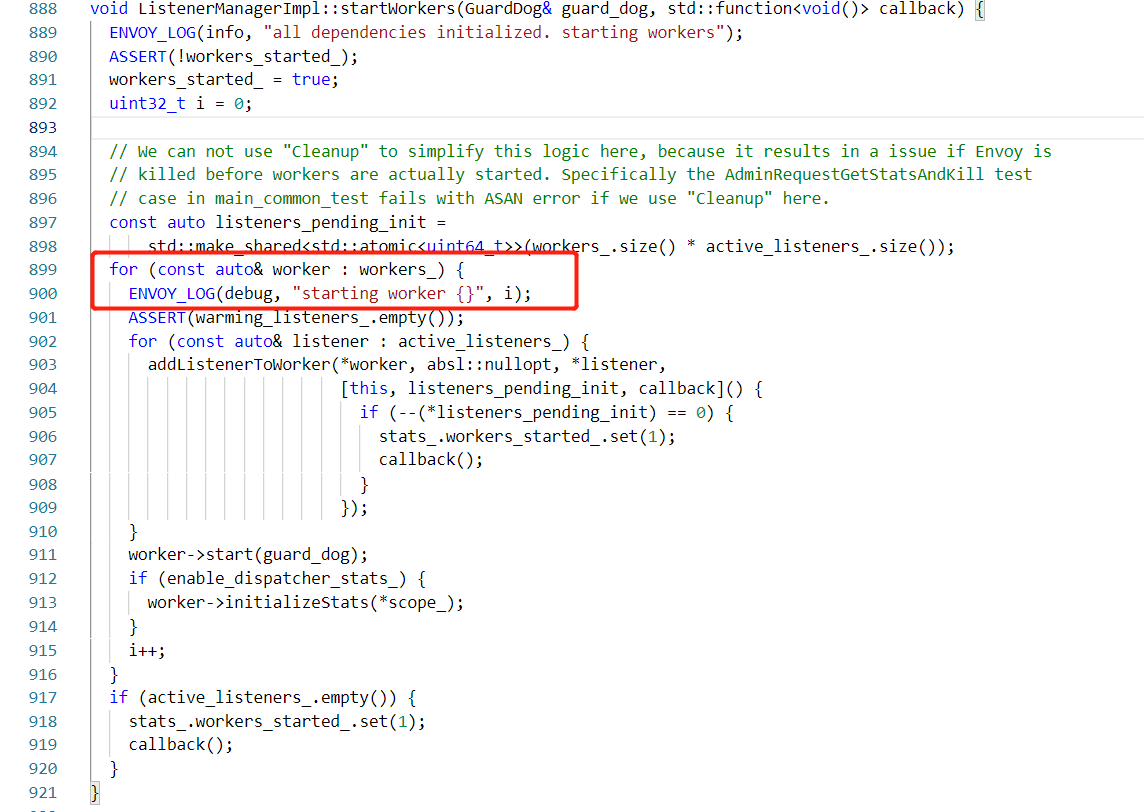 888 void ListenerManagerImpl::startWorkers(GuardDog& guard_dog, std::function<void()> callback) {
889 ENVOY_LOG(info, "all dependencies initialized. starting workers");
890 ASSERT(!workers_started_);
891 workers_started_ = true;
892 uint32_t i = 0;
893
894 // We can not use "Cleanup" to simplify this logic here, because it results in a issue if Envoy is
895 // killed before workers are actually started. Specifically the AdminRequestGetStatsAndKill test
896 // case in main_common_test fails with ASAN error if we use "Cleanup" here.
897 const auto listeners_pending_init =
898 std::make_shared<std::atomic<uint64_t>>(workers_.size() * active_listeners_.size());
899 for (const auto& worker : workers_) {
900 ENVOY_LOG(debug, "starting worker {}", i);
901 ASSERT(warming_listeners_.empty());
902 for (const auto& listener : active_listeners_) {
903 addListenerToWorker(*worker, absl::nullopt, *listener,
904 [this, listeners_pending_init, callback]() {
905 if (--(*listeners_pending_init) == 0) {
906 stats_.workers_started_.set(1);
907 callback();
908 }
909 });
910 }
911 worker->start(guard_dog);
912 if (enable_dispatcher_stats_) {
913 worker->initializeStats(*scope_);
914 }
915 i++;
916 }
917 if (active_listeners_.empty()) {
918 stats_.workers_started_.set(1);
919 callback();
920 }
921 }